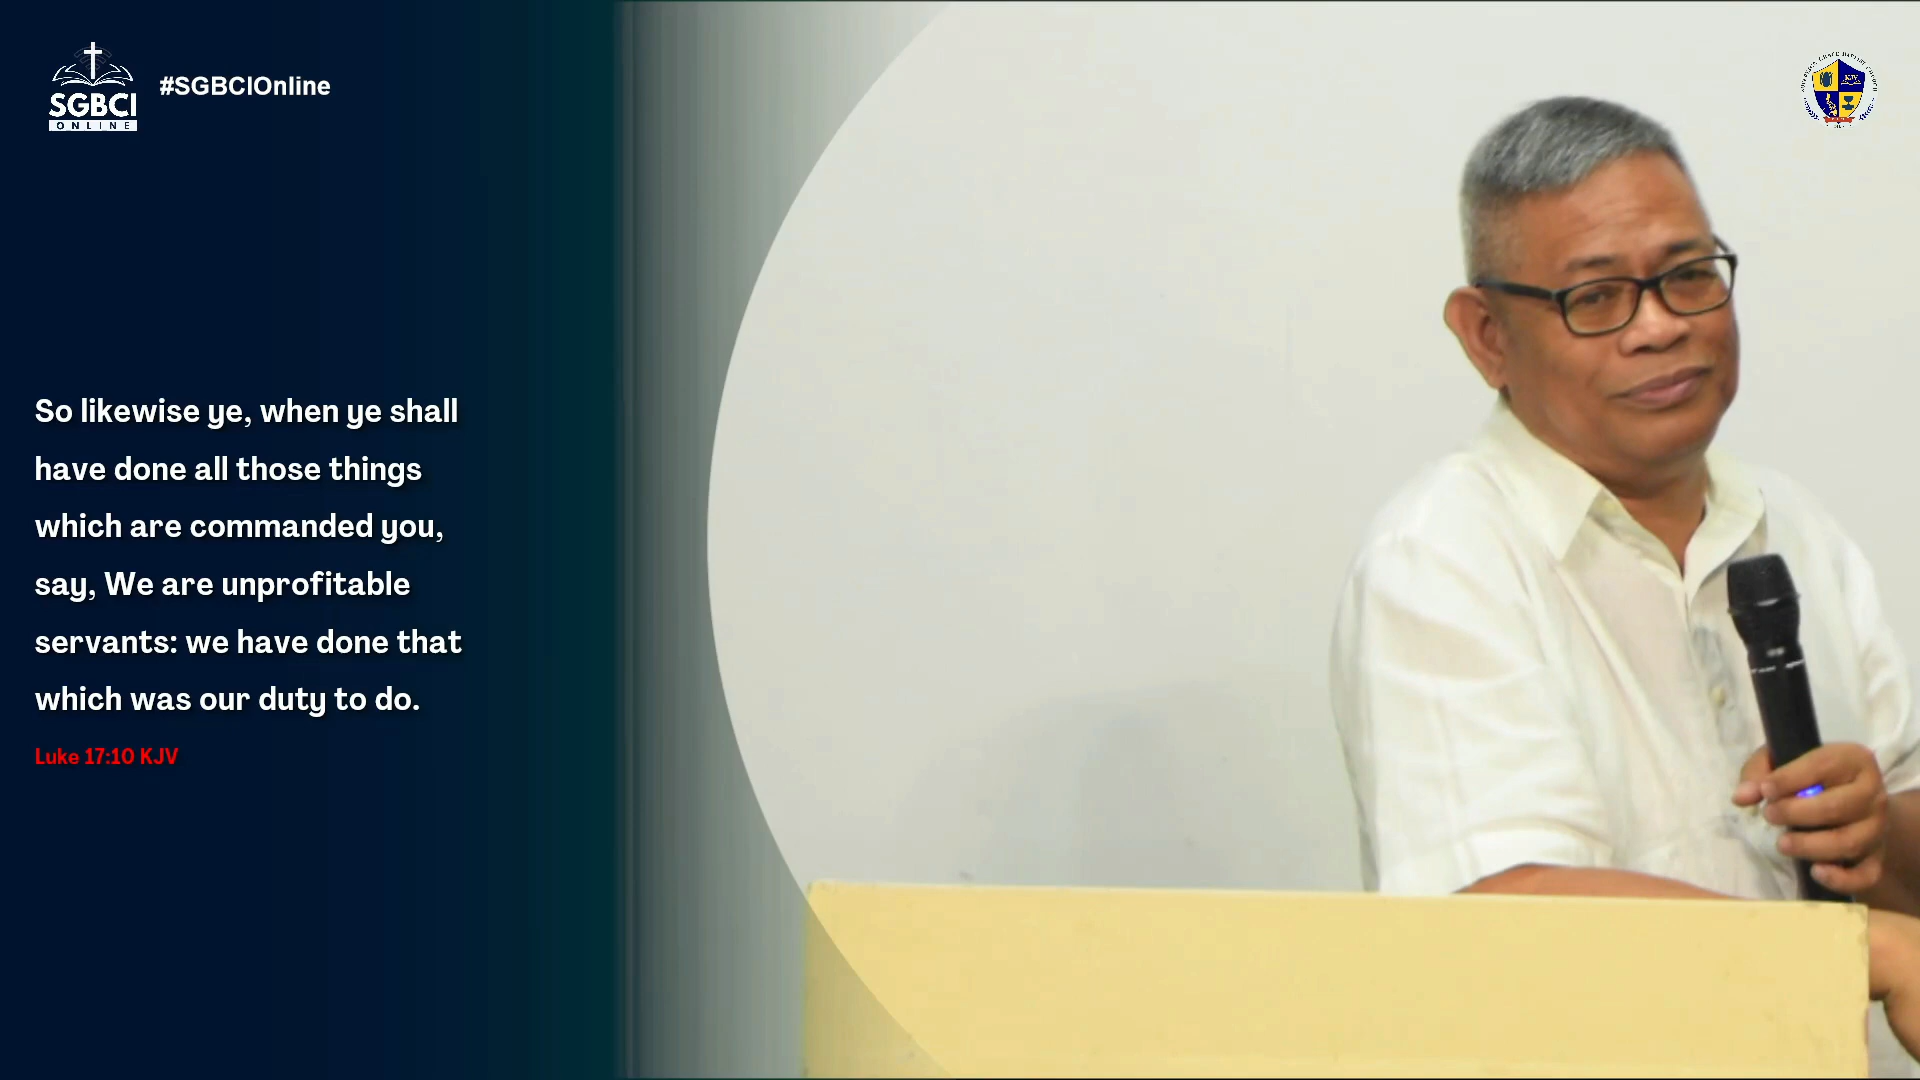 SGBCI
ONLINE
#SGBCIOnline
So likewise ye, when ye shall
have done all those things
which are commanded you,
say, We are unprofitable
servants: we have done that
which was our duty to do.
Luke 17:10 KJV